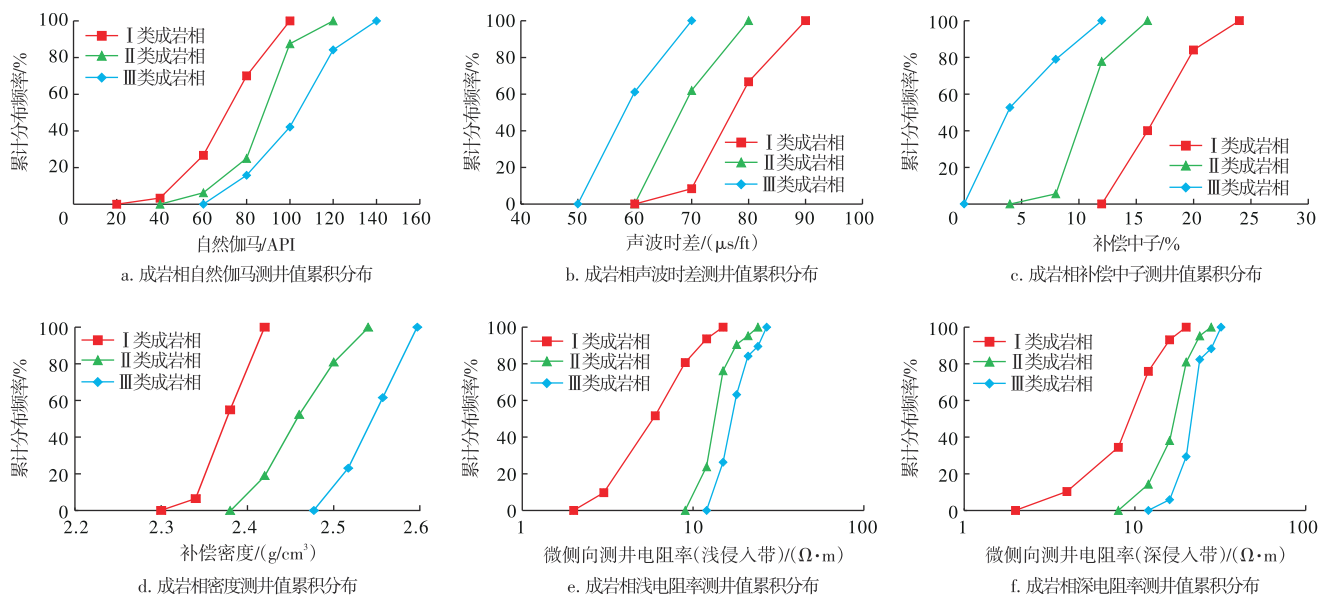 100
80
60
40
20
0
20
40
60
80
100
120
140
160
累计分布频率/%
自然伽马/API
Ⅰ类成岩相
Ⅱ类成岩相
Ⅲ类成岩相
a. 成岩相自然伽马测井值累积分布
100
80
60
40
20
0
40
50
60
70
80
90
100
累计分布频率/%
声波时差/(μs/ft)
Ⅰ类成岩相
Ⅱ类成岩相
Ⅲ类成岩相
b. 成岩相声波时差测井值累积分布
100
80
60
40
20
0
5
10
15
20
25
30
累计分布频率/%
补偿中子/%
Ⅰ类成岩相
Ⅱ类成岩相
Ⅲ类成岩相
c. 成岩相补偿中子测井值累积分布
100
80
60
40
20
0
2.2
2.3
2.4
2.5
2.6
累计分布频率/%
补偿密度/(g/cm³)
Ⅰ类成岩相
Ⅱ类成岩相
Ⅲ类成岩相
d. 成岩相密度测井值累积分布
100
80
60
40
20
0
1
10
100
累计分布频率/%
微侧向测井电阻率(浅侵入带)/(Ω·m)
Ⅰ类成岩相
Ⅱ类成岩相
Ⅲ类成岩相
e. 成岩相浅电阻率测井值累积分布
100
80
60
40
20
0
1
10
100
累计分布频率/%
微侧向测井电阻率(深侵入带)/(Ω·m)
Ⅰ类成岩相
Ⅱ类成岩相
Ⅲ类成岩相
f. 成岩相深电阻率测井值累积分布